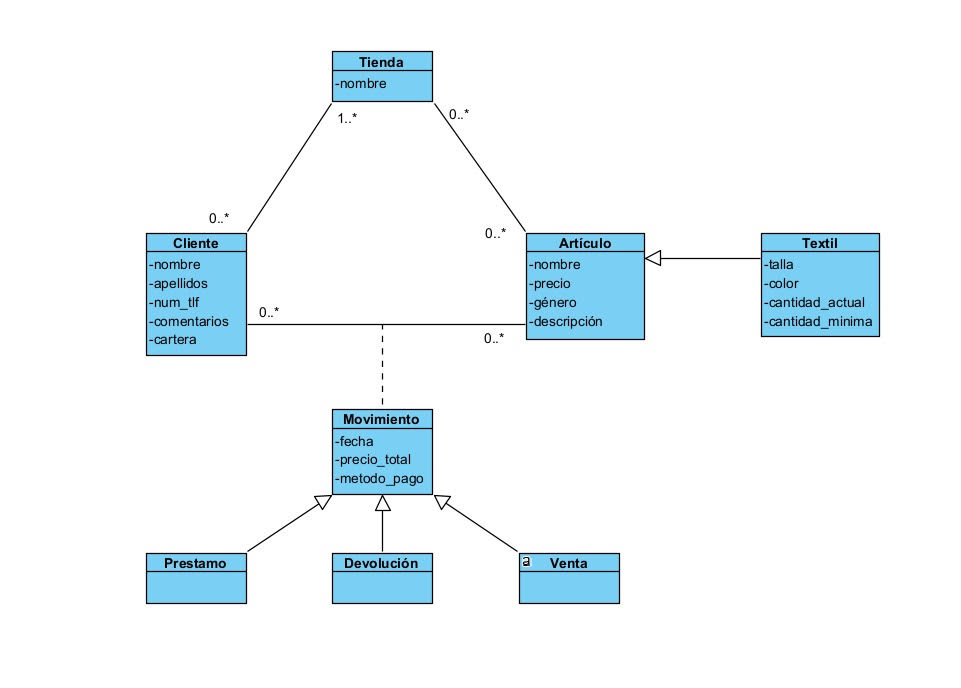 Tienda
-nombre
1..*
0..*
0..*
0..*
Cliente
-nombre
-apellidos
-num_tlf
-comentarios
-cartera
Artículo
-nombre
-precio
-género
-descripción
Textil
-talla
-color
-cantidad_actual
-cantidad_minima
0..*
0..*
Movimiento
-fecha
-precio_total
-metodo_pago
Prestamo
Devolución
a
Venta